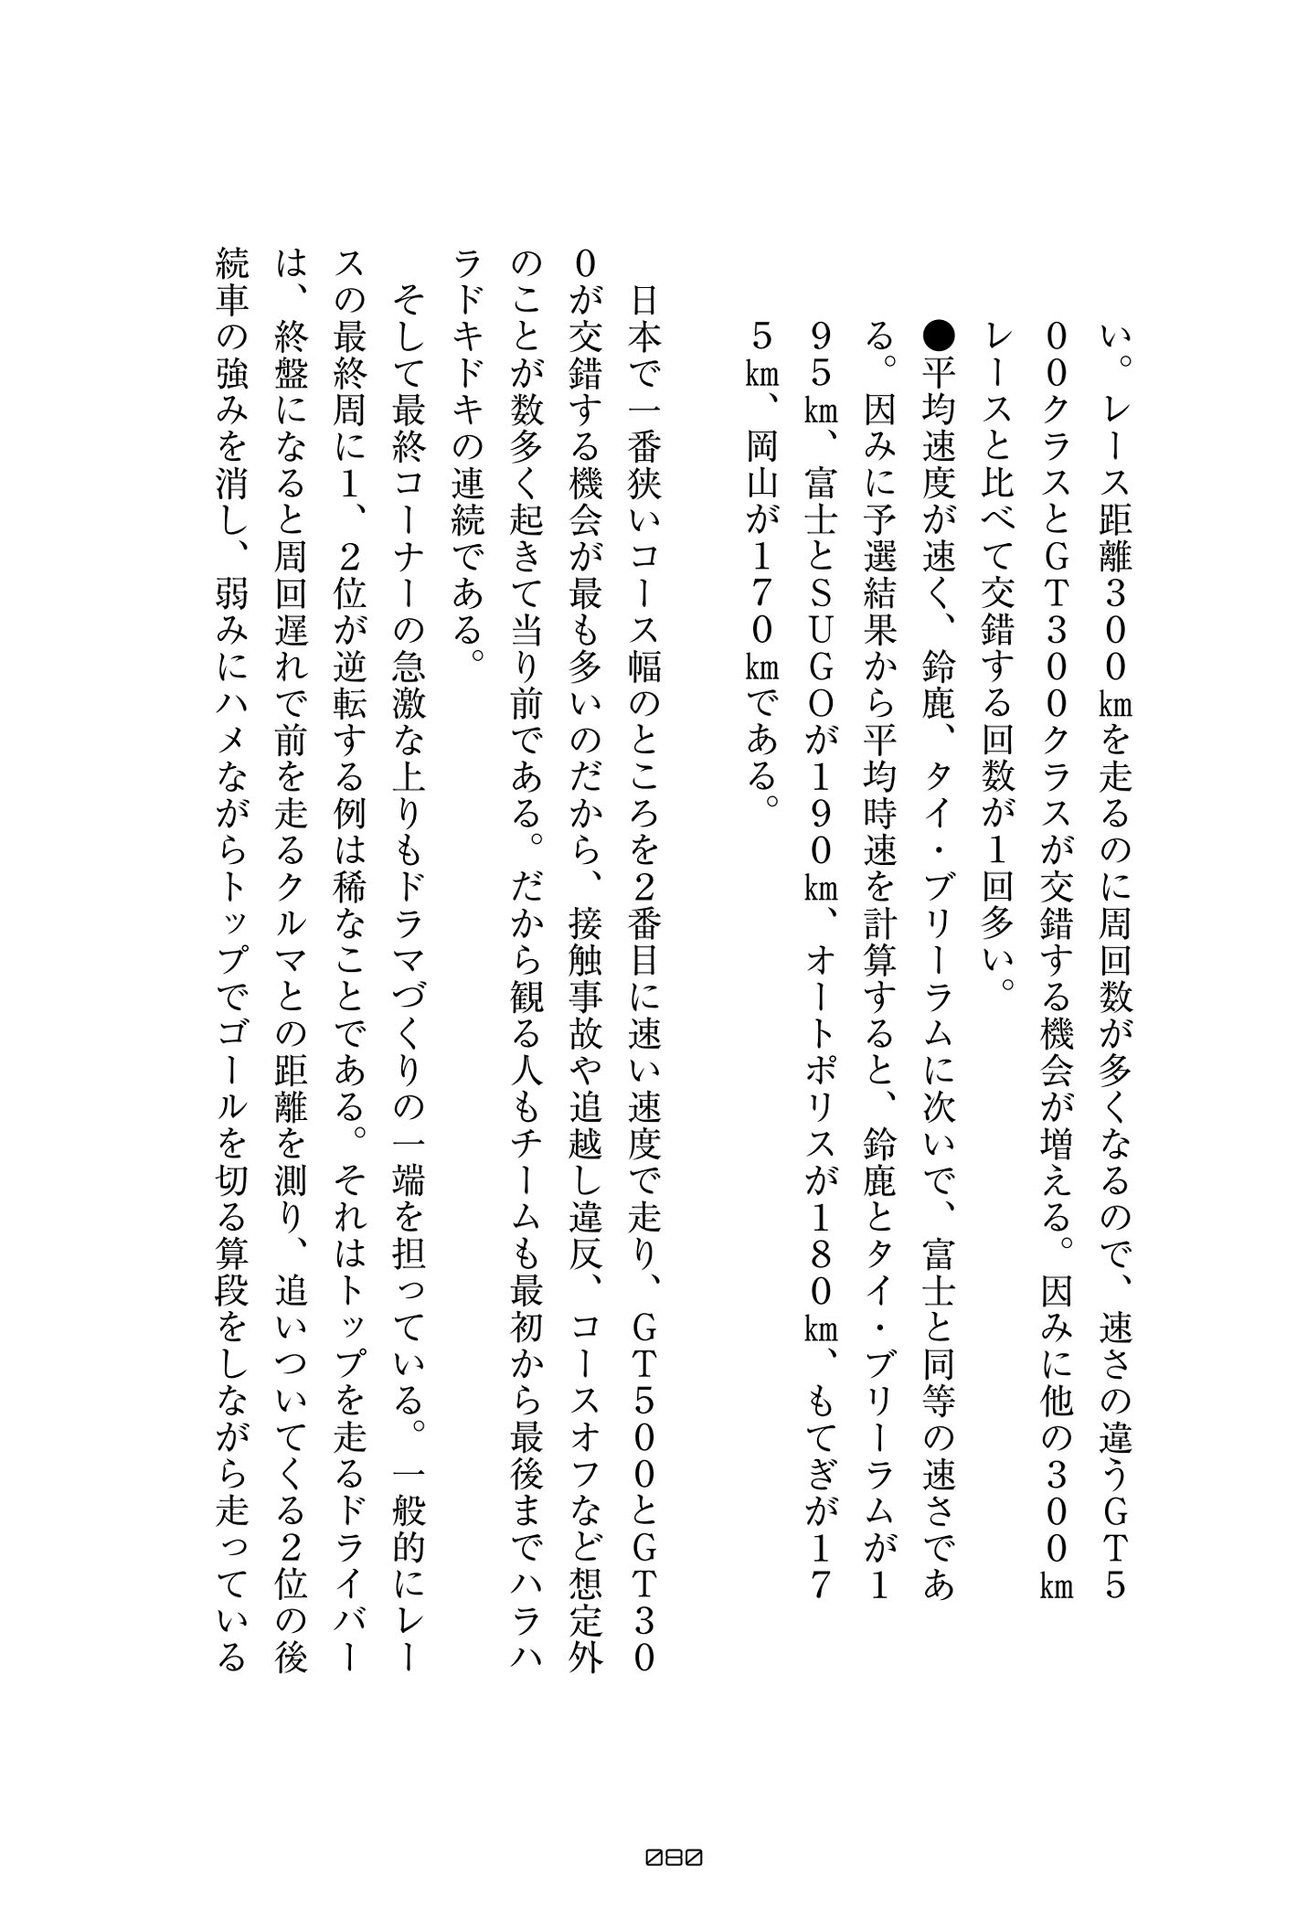 い。レース距離３００㎞を走るのに周回数が多くなるので、速さの違うＧＴ５
００クラスとＧＴ３００クラスが交錯する機会が増える。因みに他の３００㎞
レースと比べて交錯する回数が１回多い。
●平均速度が速く、鈴鹿、タイ・ブリーラムに次いで、富士と同等の速さであ
る。因みに予選結果から平均時速を計算すると、鈴鹿とタイ・ブリーラムが１
９５㎞、富士とＳＵＧＯが１９０㎞、オートポリスが１８０㎞、もてぎが１７
５㎞、岡山が１７０㎞である。
日本で一番狭いコース幅のところを２番目に速い速度で走り、ＧＴ５００とＧＴ３０
０が交錯する機会が最も多いのだから、接触事故や追越し違反、コースオフなど想定外
のことが数多く起きて当り前である。だから観る人もチームも最初から最後までハラハ
ラドキドキの連続である。
そして最終コーナーの急激な上りもドラマづくりの一端を担っている。一般的にレー
スの最終周に１、２位が逆転する例は稀なことである。それはトップを走るドライバー
は、終盤になると周回遅れで前を走るクルマとの距離を測り、追いついてくる２位の後
続車の強みを消し、弱みにハメながらトップでゴールを切る算段をしながら走っている
080